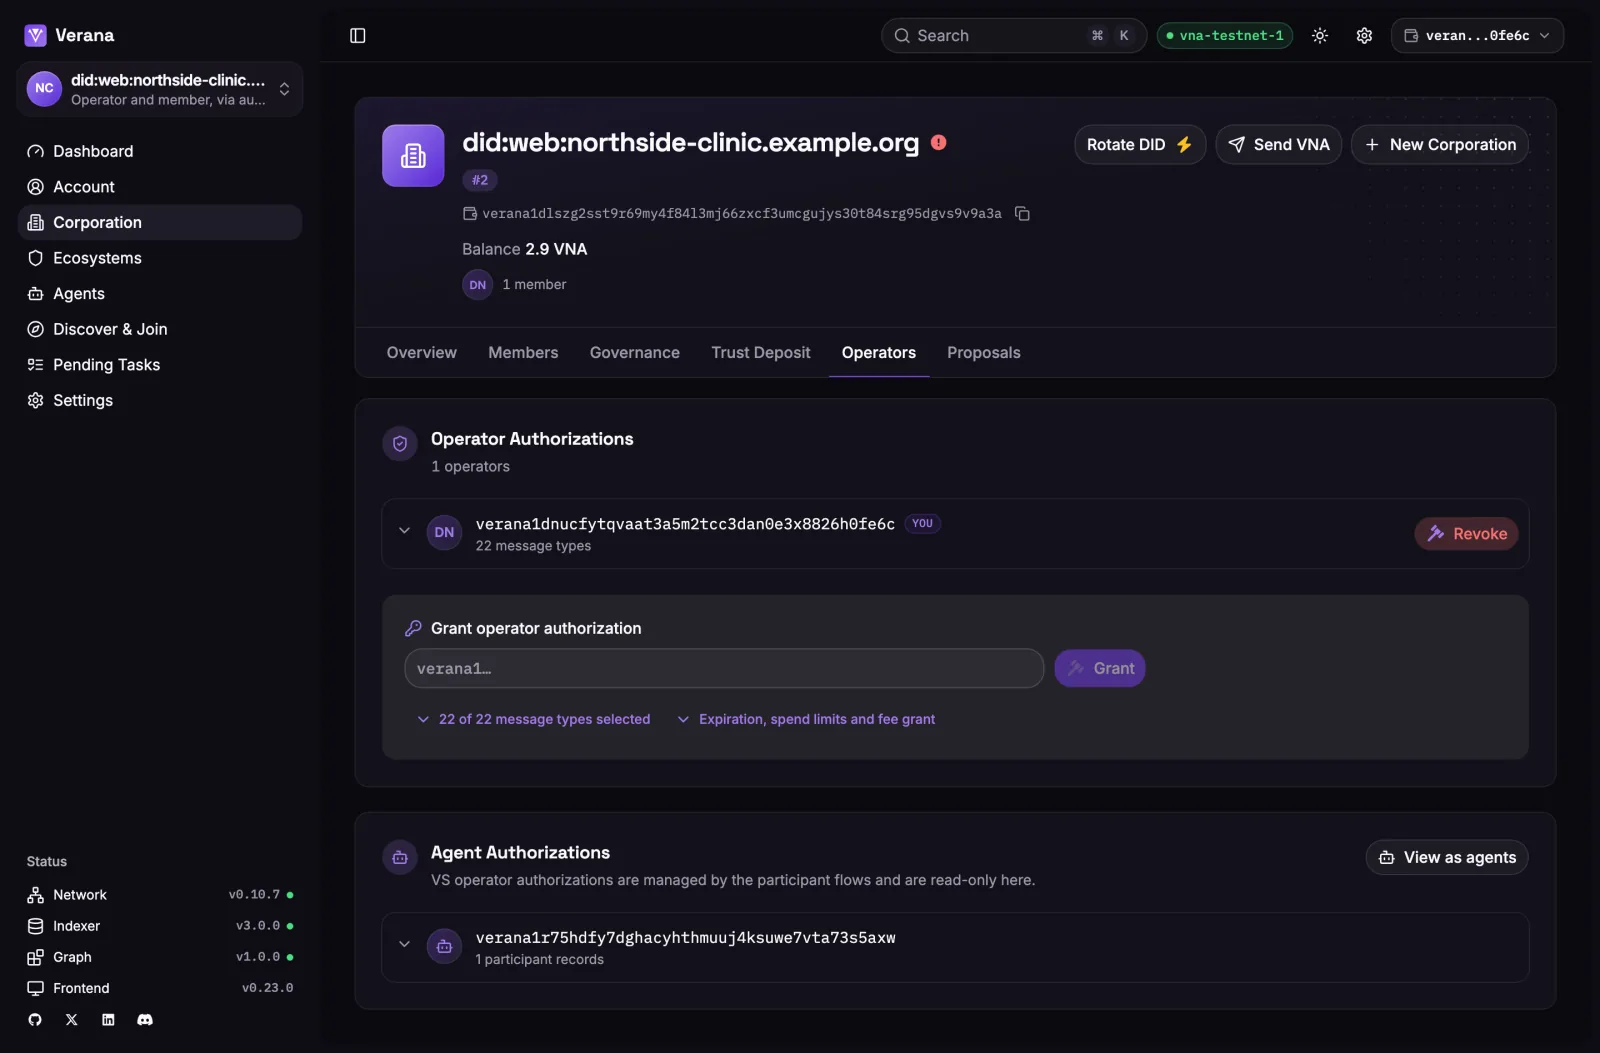 Verana
Search
⌘ K
vna-testnet-1
veran...0fe6c
NC
did:web:northside-clinic....
Operator and member, via au...
Dashboard
Account
Corporation
Ecosystems
Agents
Discover & Join
Pending Tasks
Settings
did:web:northside-clinic.example.org
Rotate DID
Send VNA
New Corporation
#2
verana1dlszg2sst9r69my4f84l3mj66zxcf3umcgujys30t84srg95dgvs9v9a3a
Balance 2.9 VNA
DN
1 member
Overview
Members
Governance
Trust Deposit
Operators
Proposals
Operator Authorizations
1 operators
DN
verana1dnucfytqvaat3a5m2tcc3dan0e3x8826h0fe6c
YOU
22 message types
Revoke
Grant operator authorization
verana1…
Grant
22 of 22 message types selected
Expiration, spend limits and fee grant
Agent Authorizations
VS operator authorizations are managed by the participant flows and are read-only here.
View as agents
verana1r75hdfy7dghacyhthmuuj4ksuwe7vta73s5axw
1 participant records
Status
Network v0.10.7
Indexer v3.0.0
Graph v1.0.0
Frontend v0.23.0